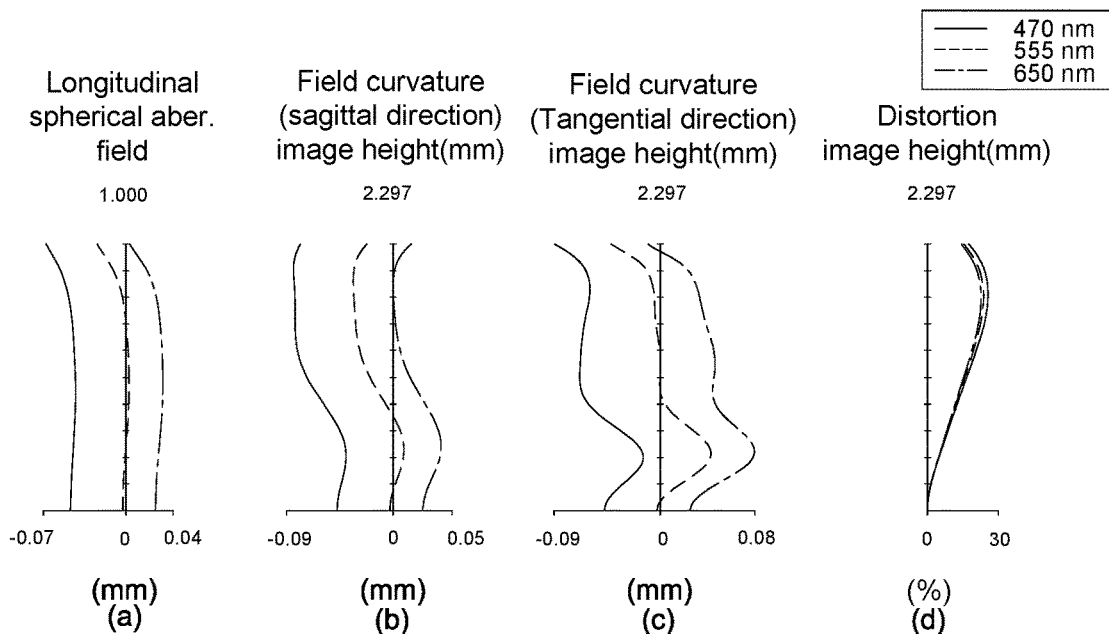 470 nm
555 nm
650 nm
Longitudinal
spherical aber.
field
1.000
Field curvature
(sagittal direction)
image height(mm)
2.297
Field curvature
(Tangential direction)
image height(mm)
2.297
Distortion
image height(mm)
2.297
-0.07 0 0.04
(mm)
(a)
-0.09 0 0.05
(mm)
(b)
-0.09 0 0.08
(mm)
(c)
0 30
(%)
(d)